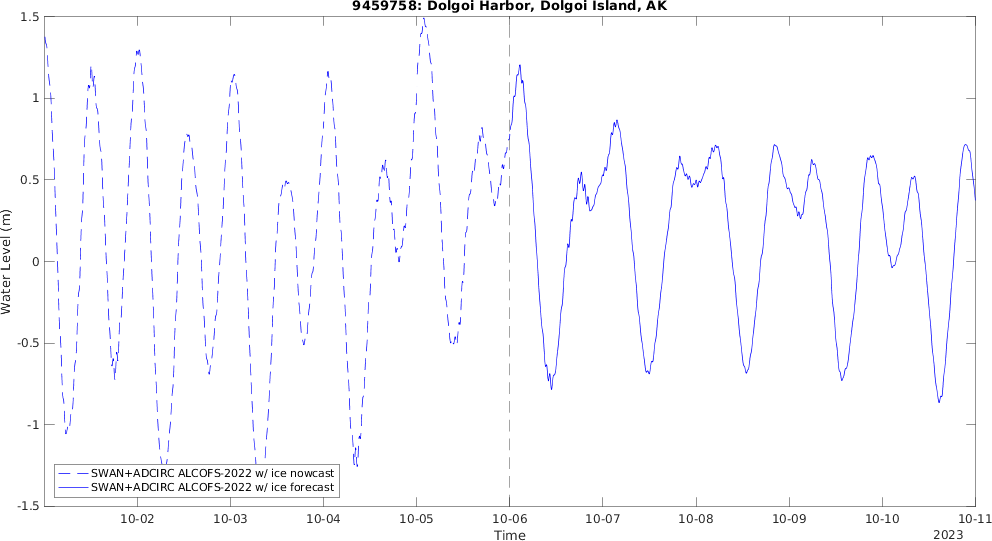 9459758: Dolgoi Harbor, Dolgoi Island, AK
1.5
1
0.5
0
-0.5
-1
-1.5
Water Level (m)
SWAN+ADCIRC ALCOFS-2022 w/ ice nowcast
SWAN+ADCIRC ALCOFS-2022 w/ ice forecast
10-02 10-03 10-04 10-05 10-06 10-07 10-08 10-09 10-10 10-11
Time
2023